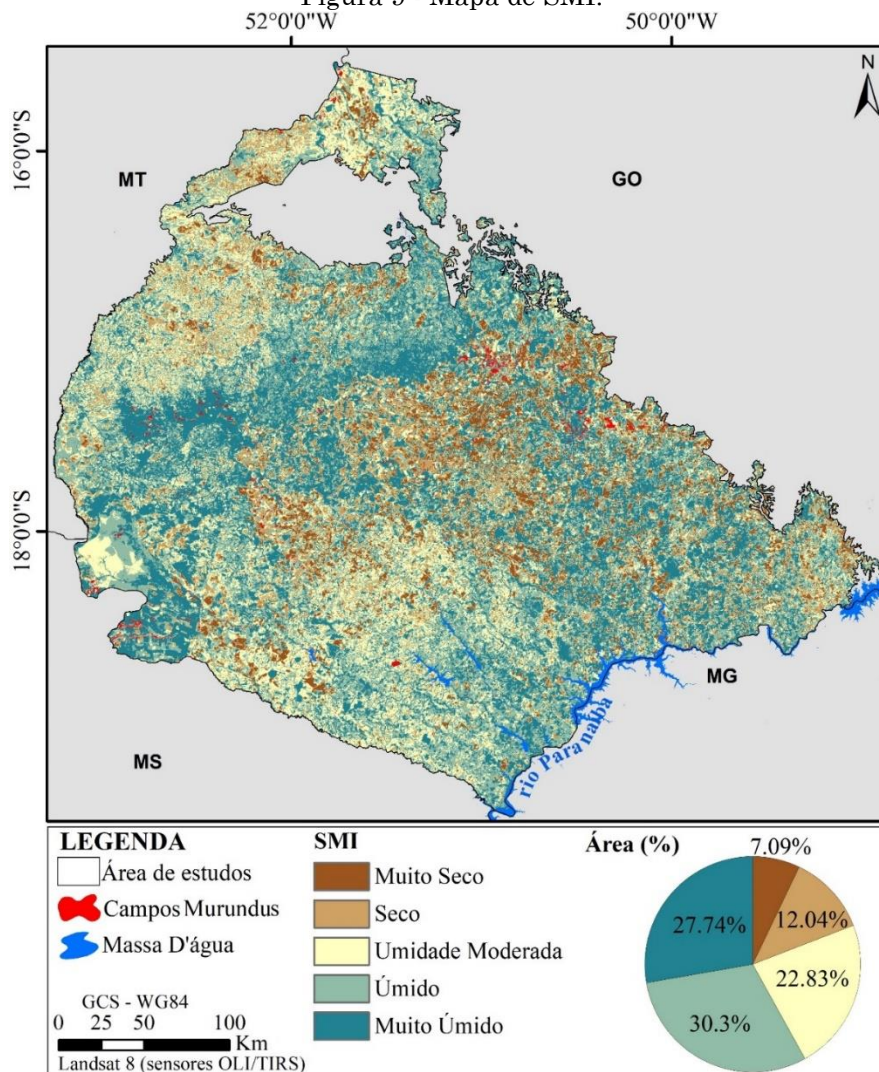 Figura 9 - Mapa de SMI.
52°0'0"W
50°0'0"W
N
16°0'0"S
MT
GO
18°0'0"S
MG
rio Paranaíba
MS
LEGENDA
Área de estudos
Campos Murundus
Massa D'água
GCS - WG84
0 25 50 100
Km
Landsat 8 (sensores OLI/TIRS)
SMI
Muito Seco
Seco
Umidade Moderada
Úmido
Muito Úmido
Área (%)
7.09%
12.04%
27.74%
22.83%
30.3%